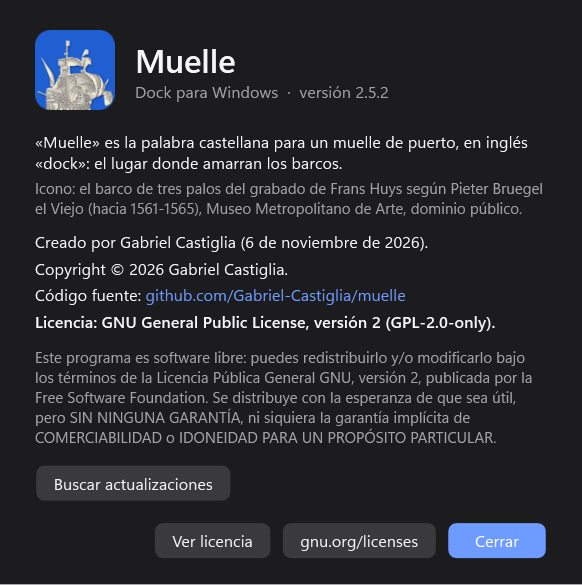 Muelle
Dock para Windows · versión 2.5.2
«Muelle» es la palabra castellana para un muelle de puerto, en inglés
«dock»: el lugar donde amarran los barcos.
Icono: el barco de tres palos del grabado de Frans Huys según Pieter Bruegel
el Viejo (hacia 1561-1565), Museo Metropolitano de Arte, dominio público.
Creado por Gabriel Castiglia (6 de noviembre de 2026).
Copyright © 2026 Gabriel Castiglia.
Código fuente: github.com/Gabriel-Castiglia/muelle
Licencia: GNU General Public License, versión 2 (GPL-2.0-only).
Este programa es software libre: puedes redistribuirlo y/o modificarlo bajo
los términos de la Licencia Pública General GNU, versión 2, publicada por la
Free Software Foundation. Se distribuye con la esperanza de que sea útil,
pero SIN NINGUNA GARANTÍA, ni siquiera la garantía implícita de
COMERCIABILIDAD o IDONEIDAD PARA UN PROPÓSITO PARTICULAR.
Buscar actualizaciones
Ver licencia
gnu.org/licenses
Cerrar